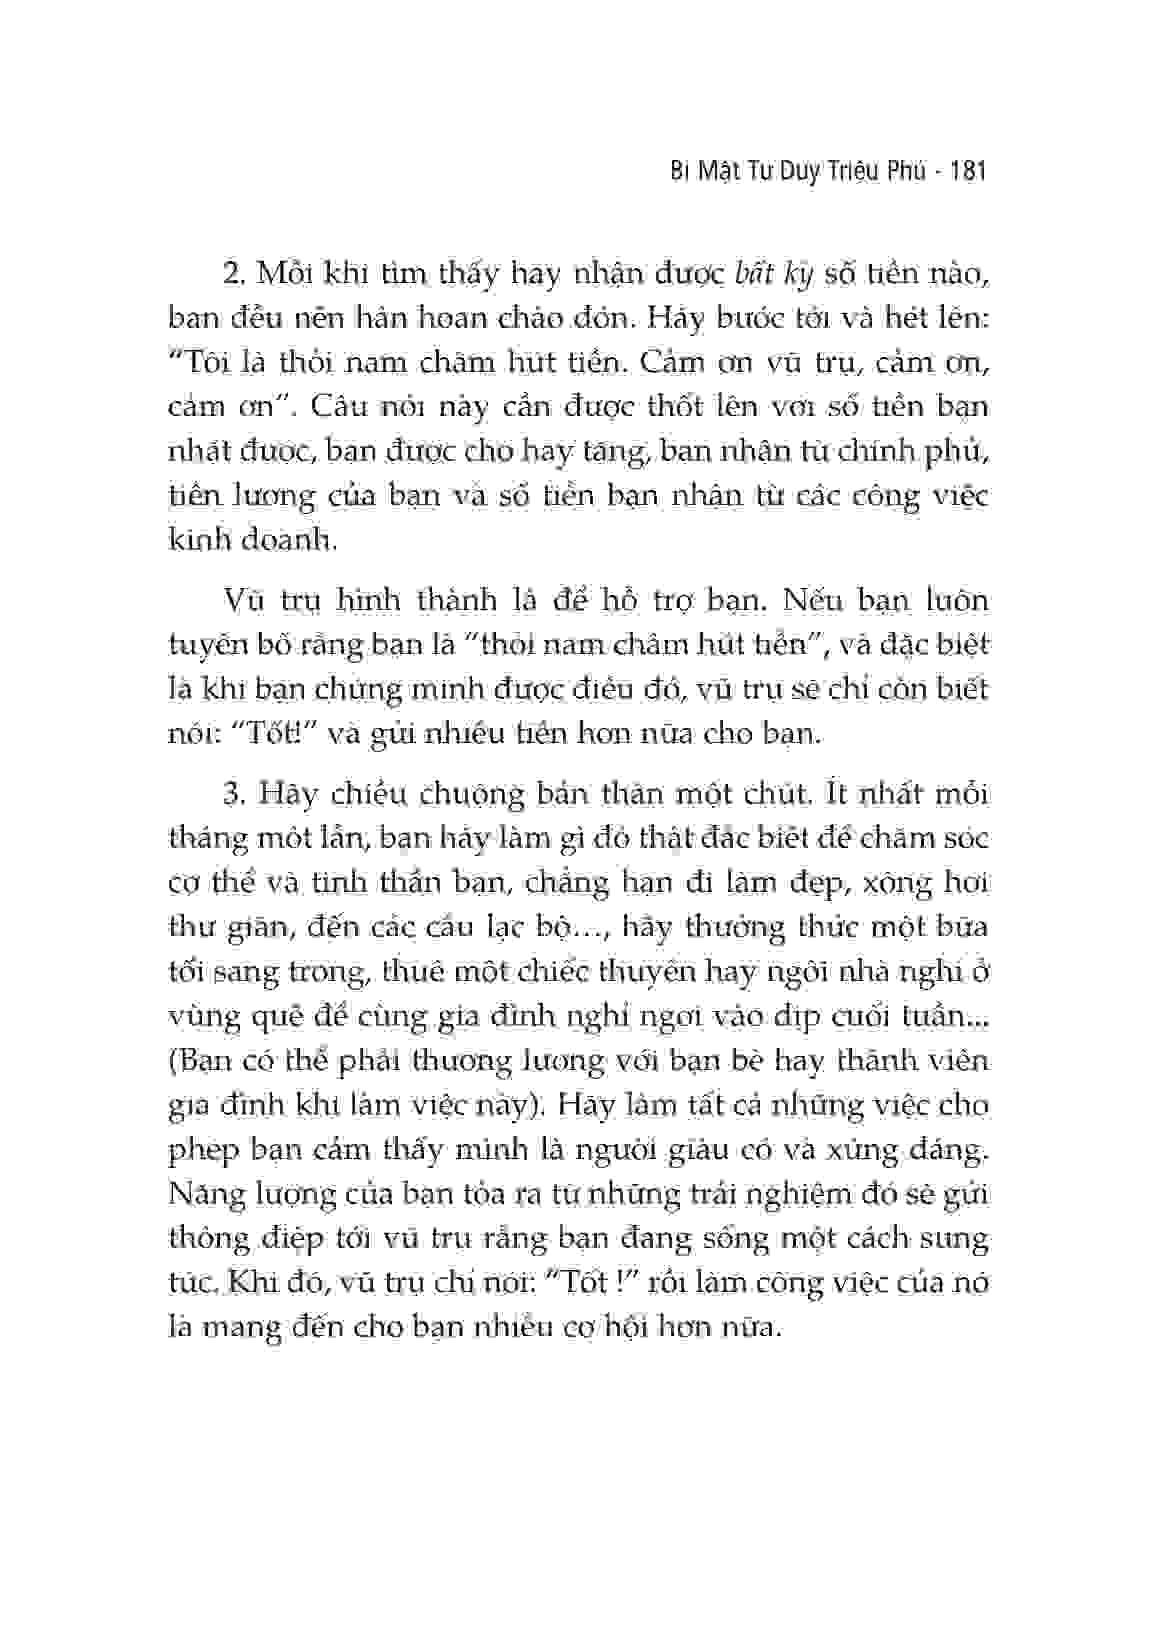 Bí Mật Tư Duy Triệu Phú - 181
2. Mỗi khi tìm thấy hay nhận được bất kỳ số tiền nào,
bạn đều nên hân hoan chào đón. Hãy bước tới và hét lên:
“Tôi là thỏi nam châm hút tiền. Cảm ơn vũ trụ, cảm ơn,
cảm ơn”. Câu nói này cần được thốt lên với số tiền bạn
nhặt được, bạn được cho hay tặng, bạn nhận từ chính phủ,
tiền lương của bạn và số tiền bạn nhận từ các công việc
kinh doanh.
Vũ trụ hình thành là để hỗ trợ bạn. Nếu bạn luôn
tuyên bố rằng bạn là “thỏi nam châm hút tiền”, và đặc biệt
là khi bạn chứng minh được điều đó, vũ trụ sẽ chỉ còn biết
nói: “Tốt!” và gửi nhiều tiền hơn nữa cho bạn.
3. Hãy chiều chuộng bản thân một chút. Ít nhất mỗi
tháng một lần, bạn hãy làm gì đó thật đặc biệt để chăm sóc
cơ thể và tinh thần bạn, chẳng hạn đi làm đẹp, xông hơi
thư giãn, đến các câu lạc bộ…, hãy thưởng thức một bữa
tối sang trọng, thuê một chiếc thuyền hay ngôi nhà nghỉ ở
vùng quê để cùng gia đình nghỉ ngơi vào dịp cuối tuần...
(Bạn có thể phải thương lượng với bạn bè hay thành viên
gia đình khi làm việc này). Hãy làm tất cả những việc cho
phép bạn cảm thấy mình là người giàu có và xứng đáng.
Năng lượng của bạn tỏa ra từ những trải nghiệm đó sẽ gửi
thông điệp tới vũ trụ rằng bạn đang sống một cách sung
túc. Khi đó, vũ trụ chỉ nói: “Tốt !” rồi làm công việc của nó
là mang đến cho bạn nhiều cơ hội hơn nữa.